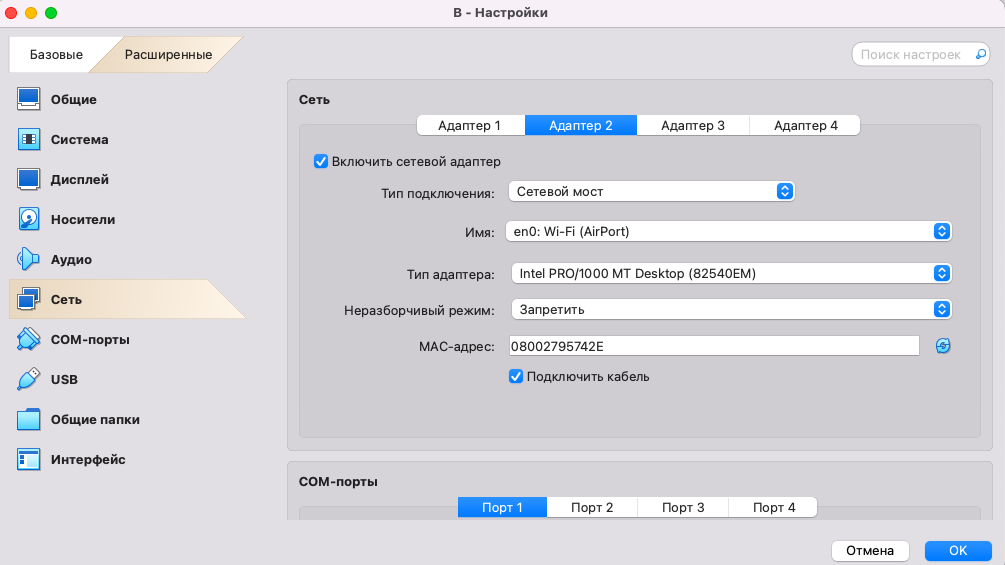 B - Настройки
Базовые Расширенные Поиск настроек
Общие
Система
Дисплей
Носители
Аудио
Сеть
COM-порты
USB
Общие папки
Интерфейс
Сеть
Адаптер 1 Адаптер 2 Адаптер 3 Адаптер 4
Включить сетевой адаптер
Тип подключения: Сетевой мост
Имя: en0: Wi-Fi (AirPort)
Тип адаптера: Intel PRO/1000 MT Desktop (82540EM)
Неразборчивый режим: Запретить
MAC-адрес: 08002795742E
Подключить кабель
COM-порты
Порт 1 Порт 2 Порт 3 Порт 4
Отмена OK